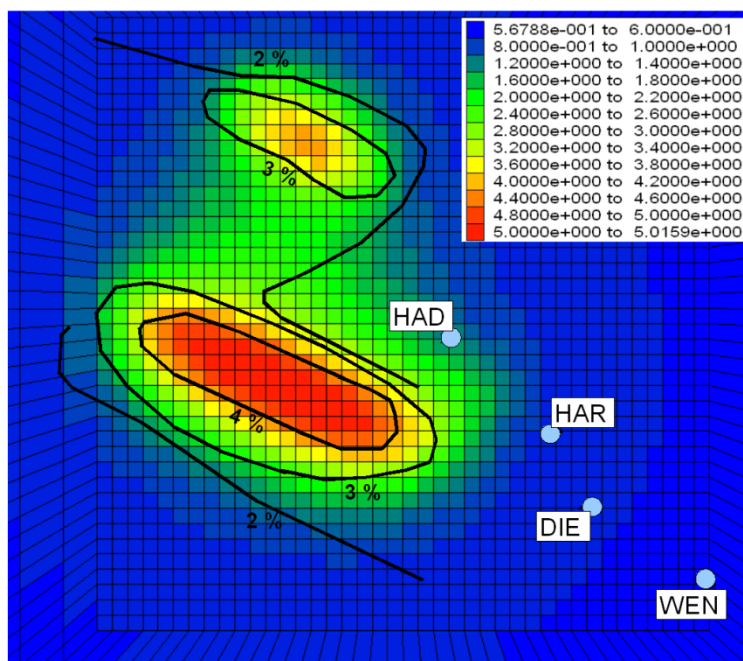 5.6788e-001 to 6.0000e-001
8.0000e-001 to 1.0000e+000
1.2000e+000 to 1.4000e+000
1.6000e+000 to 1.8000e+000
2.0000e+000 to 2.2000e+000
2.4000e+000 to 2.6000e+000
2.8000e+000 to 3.0000e+000
3.2000e+000 to 3.4000e+000
3.6000e+000 to 3.8000e+000
4.0000e+000 to 4.2000e+000
4.4000e+000 to 4.6000e+000
4.8000e+000 to 5.0000e+000
5.0000e+000 to 5.0159e+000
2 %
3 %
HAD
4 %
HAR
3 %
2 %
DIE
WEN